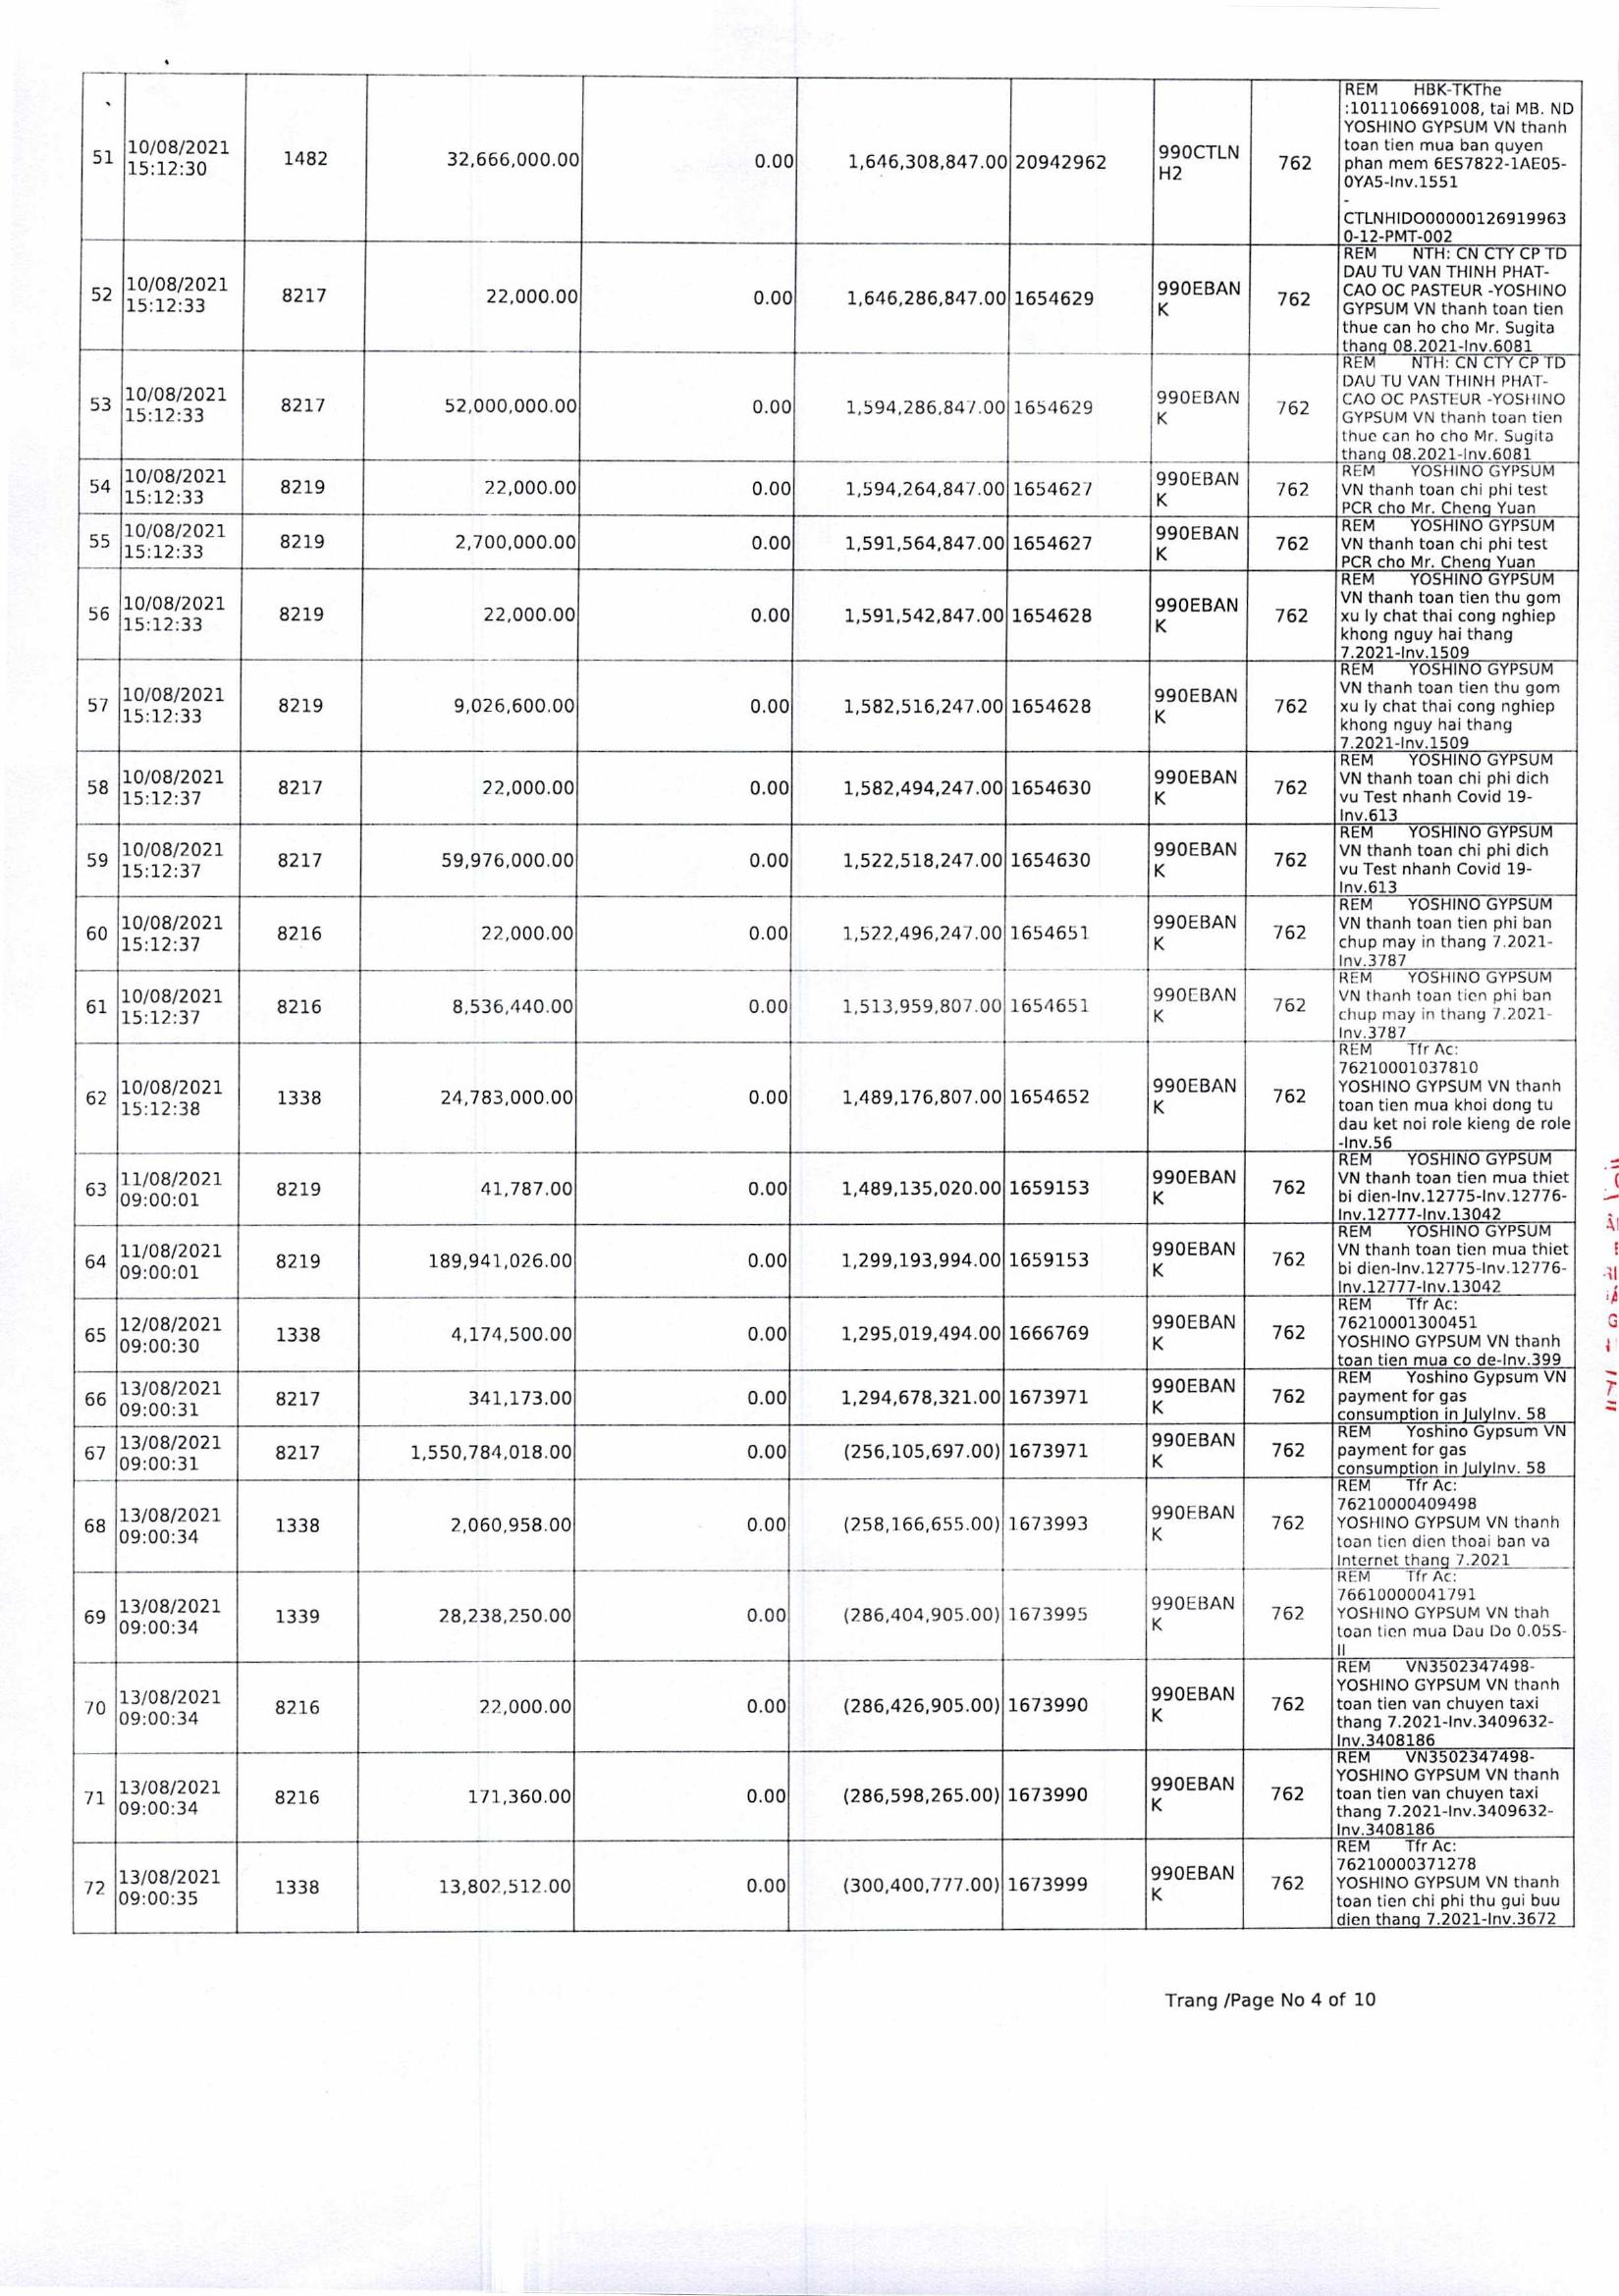 51
10/08/2021
15:12:30
1482
32,666,000.00
0.00
1,646,308,847.00
20942962
990CTLN
H2
762
REM HBK-TKThe
:1011106691008, tai MB. ND
YOSHINO GYPSUM VN thanh
toan tien mua ban quyen
phan mem 6ES7822-1AE05-
0YA5-Inv.1551
-
CTLNHIDO00000126919963
0-12-PMT-002
52
10/08/2021
15:12:33
8217
22,000.00
0.00
1,646,286,847.00
1654629
990EBAN
K
762
REM NTH: CN CTY CP TD
DAU TU VAN THINH PHAT-
CAO OC PASTEUR -YOSHINO
GYPSUM VN thanh toan tien
thue can ho cho Mr. Sugita
thang 08.2021-Inv.6081
53
10/08/2021
15:12:33
8217
52,000,000.00
0.00
1,594,286,847.00
1654629
990EBAN
K
762
REM NTH: CN CTY CP TD
DAU TU VAN THINH PHAT-
CAO OC PASTEUR -YOSHINO
GYPSUM VN thanh toan tien
thue can ho cho Mr. Sugita
thang 08.2021-Inv.6081
54
10/08/2021
15:12:33
8219
22,000.00
0.00
1,594,264,847.00
1654627
990EBAN
K
762
REM YOSHINO GYPSUM
VN thanh toan chi phi test
PCR cho Mr. Cheng Yuan
55
10/08/2021
15:12:33
8219
2,700,000.00
0.00
1,591,564,847.00
1654627
990EBAN
K
762
REM YOSHINO GYPSUM
VN thanh toan chi phi test
PCR cho Mr. Cheng Yuan
56
10/08/2021
15:12:33
8219
22,000.00
0.00
1,591,542,847.00
1654628
990EBAN
K
762
REM YOSHINO GYPSUM
VN thanh toan tien thu gom
xu ly chat thai cong nghiep
khong nguy hai thang
7.2021-Inv.1509
57
10/08/2021
15:12:33
8219
9,026,600.00
0.00
1,582,516,247.00
1654628
990EBAN
K
762
REM YOSHINO GYPSUM
VN thanh toan tien thu gom
xu ly chat thai cong nghiep
khong nguy hai thang
7.2021-Inv.1509
58
10/08/2021
15:12:37
8217
22,000.00
0.00
1,582,494,247.00
1654630
990EBAN
K
762
REM YOSHINO GYPSUM
VN thanh toan chi phi dich
vu Test nhanh Covid 19-
Inv.613
59
10/08/2021
15:12:37
8217
59,976,000.00
0.00
1,522,518,247.00
1654630
990EBAN
K
762
REM YOSHINO GYPSUM
VN thanh toan chi phi dich
vu Test nhanh Covid 19-
Inv.613
60
10/08/2021
15:12:37
8216
22,000.00
0.00
1,522,496,247.00
1654651
990EBAN
K
762
REM YOSHINO GYPSUM
VN thanh toan tien phi ban
chup may in thang 7.2021-
Inv.3787
61
10/08/2021
15:12:37
8216
8,536,440.00
0.00
1,513,959,807.00
1654651
990EBAN
K
762
REM YOSHINO GYPSUM
VN thanh toan tien phi ban
chup may in thang 7.2021-
Inv.3787
62
10/08/2021
15:12:38
1338
24,783,000.00
0.00
1,489,176,807.00
1654652
990EBAN
K
762
REM Tfr Ac:
76210001037810
YOSHINO GYPSUM VN thanh
toan tien mua khoi dong tu
dau ket noi role kieng de role
-Inv.56
63
11/08/2021
09:00:01
8219
41,787.00
0.00
1,489,135,020.00
1659153
990EBAN
K
762
REM YOSHINO GYPSUM
VN thanh toan tien mua thiet
bi dien-Inv.12775-Inv.12776-
Inv.12777-Inv.13042
64
11/08/2021
09:00:01
8219
189,941,026.00
0.00
1,299,193,994.00
1659153
990EBAN
K
762
REM YOSHINO GYPSUM
VN thanh toan tien mua thiet
bi dien-Inv.12775-Inv.12776-
Inv.12777-Inv.13042
65
12/08/2021
09:00:30
1338
4,174,500.00
0.00
1,295,019,494.00
1666769
990EBAN
K
762
REM Tfr Ac:
76210001300451
YOSHINO GYPSUM VN thanh
toan tien mua co de-Inv.399
66
13/08/2021
09:00:31
8217
341,173.00
0.00
1,294,678,321.00
1673971
990EBAN
K
762
REM Yoshino Gypsum VN
payment for gas
consumption in JulyInv. 58
67
13/08/2021
09:00:31
8217
1,550,784,018.00
0.00
(256,105,697.00)
1673971
990EBAN
K
762
REM Yoshino Gypsum VN
payment for gas
consumption in JulyInv. 58
68
13/08/2021
09:00:34
1338
2,060,958.00
0.00
(258,166,655.00)
1673993
990EBAN
K
762
REM Tfr Ac:
76210000409498
YOSHINO GYPSUM VN thanh
toan tien dien thoai ban va
Internet thang 7.2021
69
13/08/2021
09:00:34
1339
28,238,250.00
0.00
(286,404,905.00)
1673995
990EBAN
K
762
REM Tfr Ac:
76610000041791
YOSHINO GYPSUM VN thah
toan tien mua Dau Do 0.05S-
II
70
13/08/2021
09:00:34
8216
22,000.00
0.00
(286,426,905.00)
1673990
990EBAN
K
762
REM VN3502347498-
YOSHINO GYPSUM VN thanh
toan tien van chuyen taxi
thang 7.2021-Inv.3409632-
Inv.3408186
71
13/08/2021
09:00:34
8216
171,360.00
0.00
(286,598,265.00)
1673990
990EBAN
K
762
REM VN3502347498-
YOSHINO GYPSUM VN thanh
toan tien van chuyen taxi
thang 7.2021-Inv.3409632-
Inv.3408186
72
13/08/2021
09:00:35
1338
13,802,512.00
0.00
(300,400,777.00)
1673999
990EBAN
K
762
REM Tfr Ac:
76210000371278
YOSHINO GYPSUM VN thanh
toan tien chi phi thu gui buu
dien thang 7.2021-Inv.3672
Trang /Page No 4 of 10